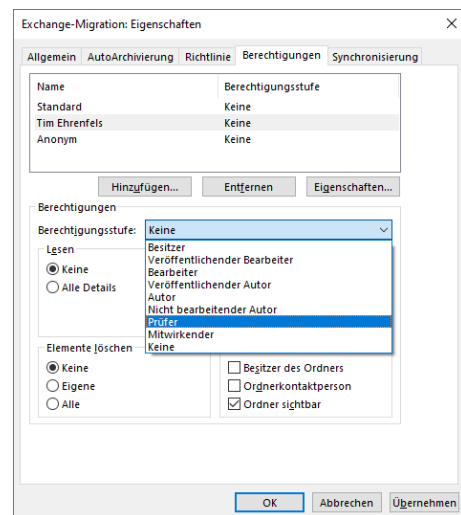 Exchange-Migration: Eigenschaften
Allgemein AutoArchivierung Richtlinie Berechtigungen Synchronisierung
Name Berechtigungsstufe
Standard Keine
Tim Ehrenfels Keine
Anonym Keine
Hinzufügen... Entfernen Eigenschaften...
Berechtigungen
Berechtigungsstufe: Keine
Lesen Besitzer
Veröffentlichender Bearbeiter
Keine Bearbeiter
Alle Details Veröffentlichender Autor
Autor
Nicht bearbeitender Autor
Prüfer
Mitwirkender
Elemente löschen Keine
Keine Besitzer des Ordners
Eigene Ordnerkontaktperson
Alle Ordner sichtbar
OK Abbrechen Übernehmen